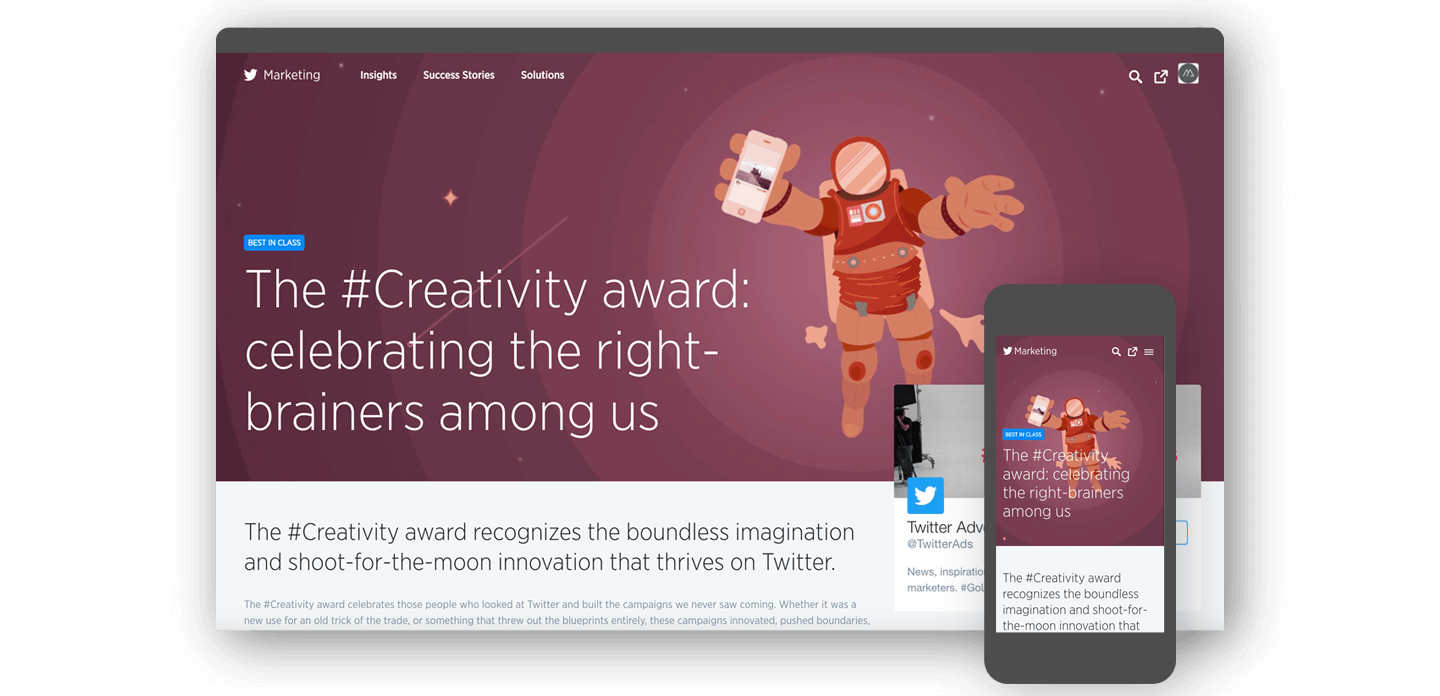 Marketing
Insights
Success Stories
Solutions
BEST IN CLASS
The #Creativity award:
celebrating the right-
brainers among us
The #Creativity award recognizes the boundless imagination
and shoot-for-the-moon innovation that thrives on Twitter.
The #Creativity award celebrates those people who looked at Twitter and built the campaigns we never saw coming. Whether it was a
new use for an old trick of the trade, or something that threw out the blueprints entirely, these campaigns innovated, pushed boundaries,
Twitter
@TwitterAds
News,
marketers.
Marketing
BEST IN CLASS
The #Creativity
award: celebrating
the right-brainers
among us
The #Creativity award
recognizes the boundless
imagination and shoot-for-
the-moon innovation that